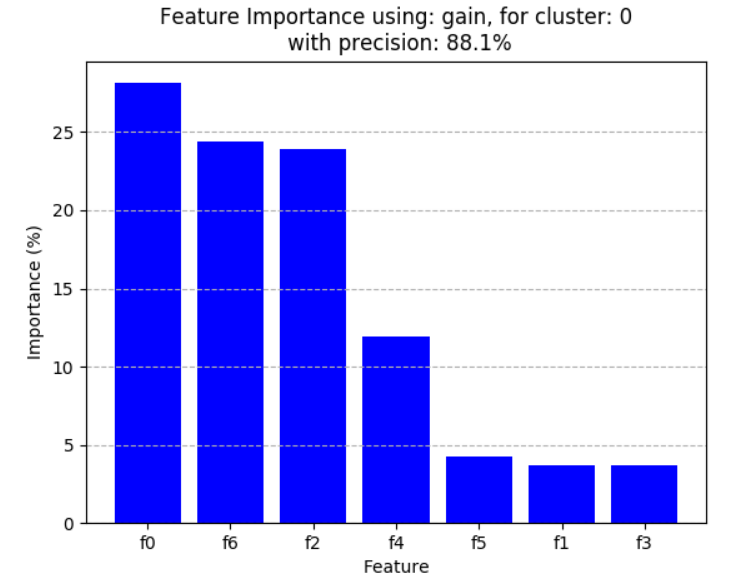 Feature Importance using: gain, for cluster: 0
with precision: 88.1%
Importance (%)
25
20
15
10
5
0
f0 f6 f2 f4 f5 f1 f3
Feature